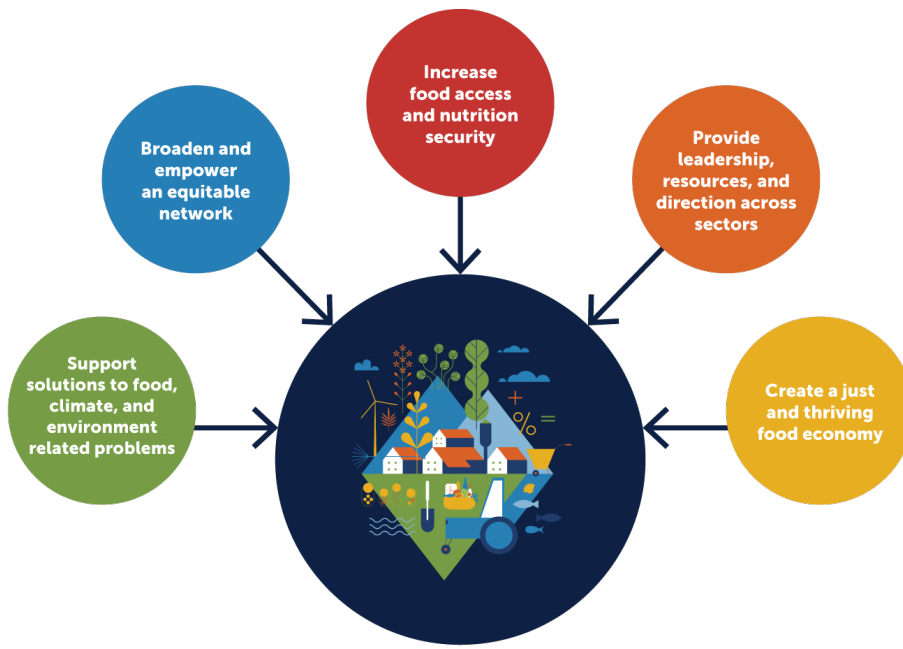 Increase
food access
and nutrition
security
Broaden and
empower
an equitable
network
Provide
leadership,
resources, and
direction across
sectors
Support
solutions to food,
climate, and
environment
related problems
Create a just
and thriving
food economy
+
%
=